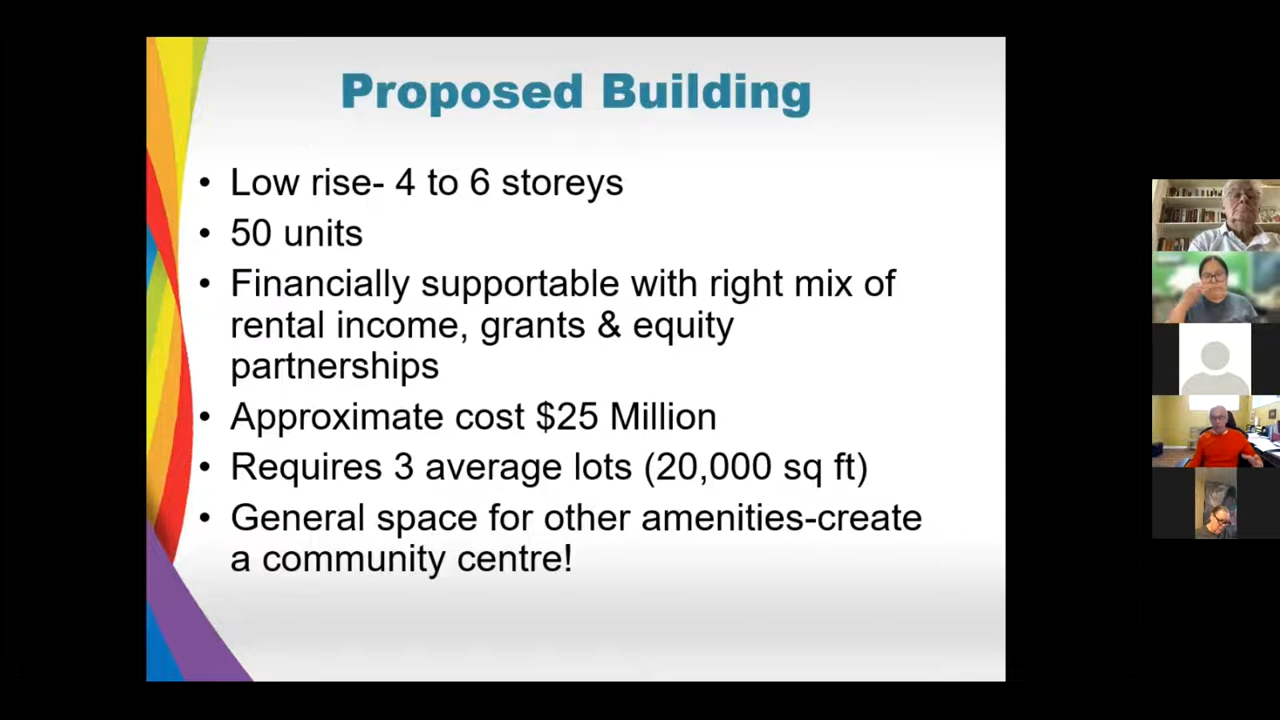 Proposed Building
• Low rise- 4 to 6 storeys
• 50 units
• Financially supportable with right mix of
rental income, grants & equity
partnerships
• Approximate cost $25 Million
• Requires 3 average lots (20,000 sq ft)
• General space for other amenities-create
a community centre!